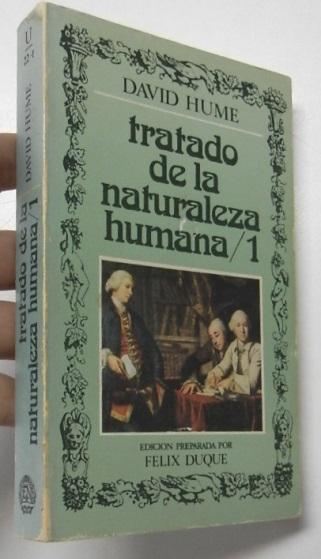 DAVID HUME
tratado
de la
naturaleza
humana/1
EDICION PREPARADA POR
FELIX DUQUE
DAVID HUME
tratado de la
naturaleza humana/1